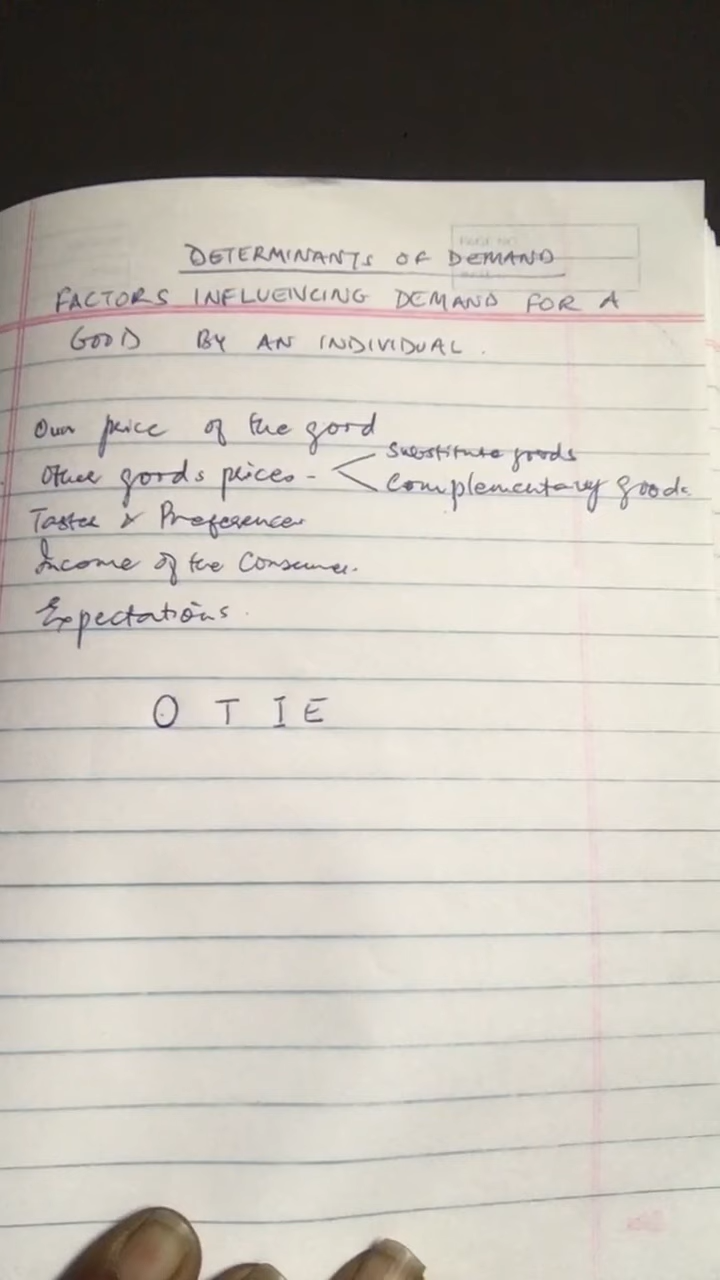 DETERMINANTS OF DEMAND
FACTORS INFLUENCING DEMAND FOR A
GOOD BY AN INDIVIDUAL.
Own price of the good
Other goods prices - Substitute goods
Complementary goods.
Tastes & Preferences
Income of the Consumer.
Expectations.
O T I E